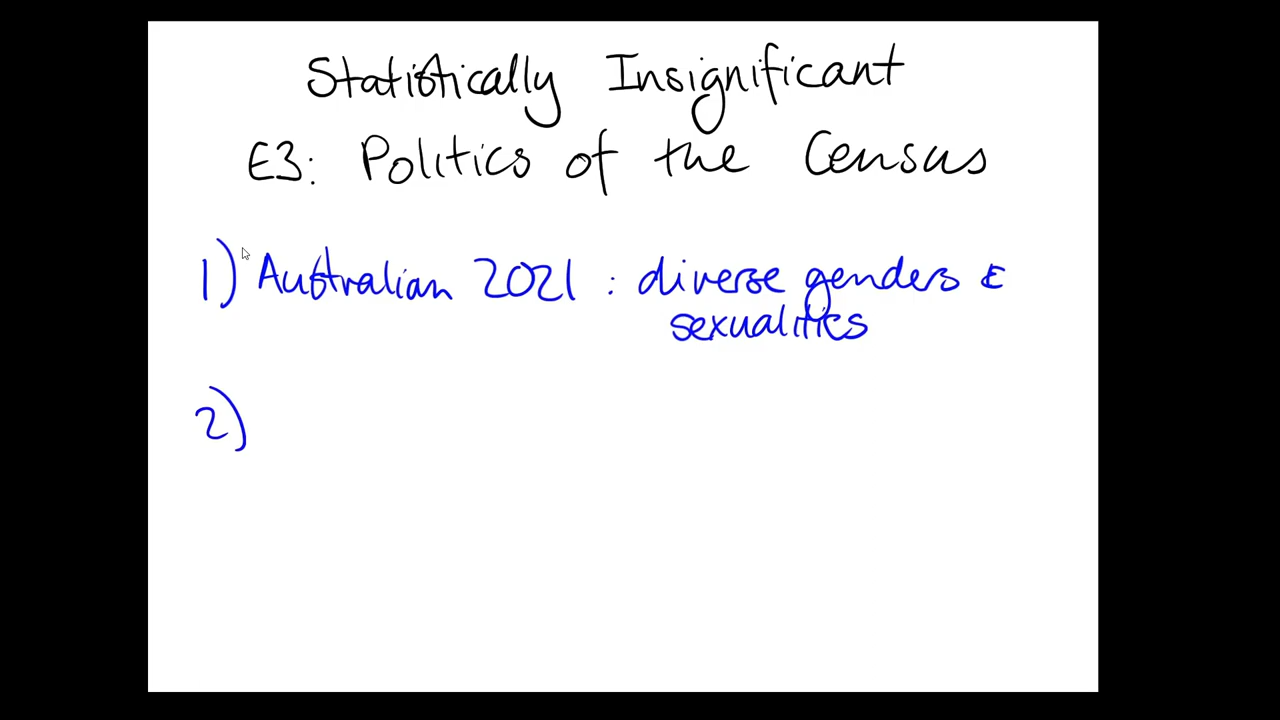 Statistically Insignificant
E3: Politics of the Census
1) Australian 2021 : diverse genders &
sexualities
2)